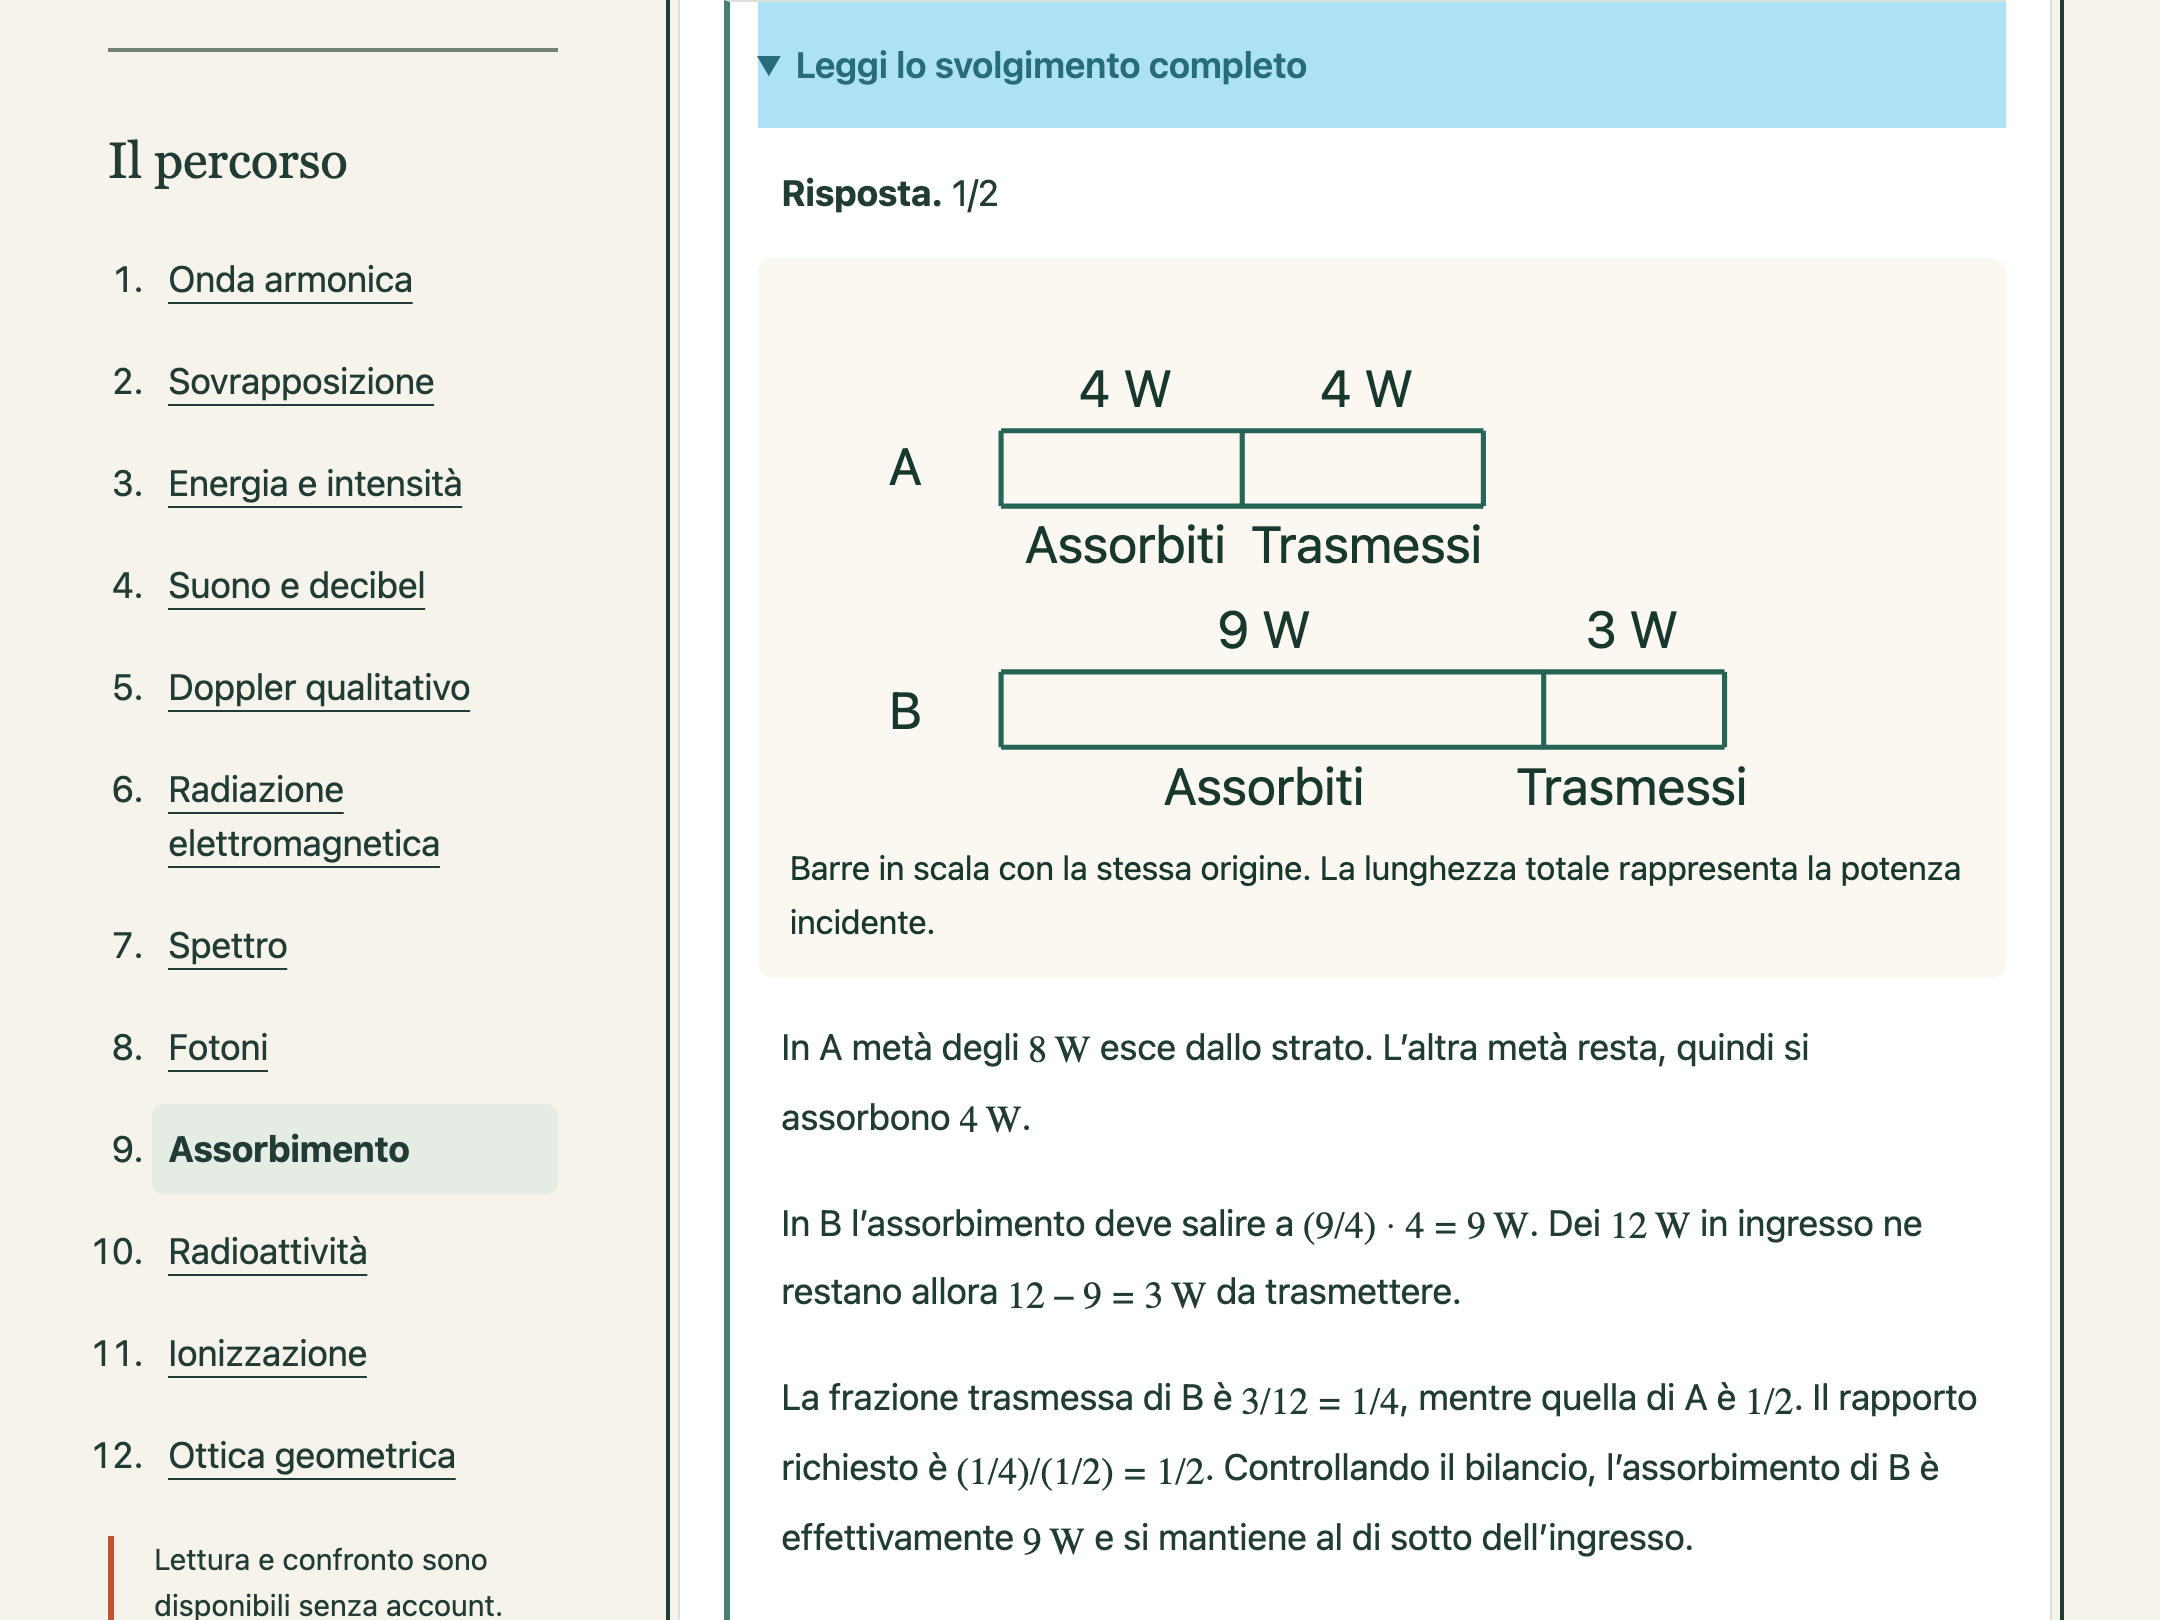 Il percorso
1. Onda armonica
2. Sovrapposizione
3. Energia e intensità
4. Suono e decibel
5. Doppler qualitativo
6. Radiazione
elettromagnetica
7. Spettro
8. Fotoni
9. Assorbimento
10. Radioattività
11. Ionizzazione
12. Ottica geometrica
Lettura e confronto sono
disponibili senza account.
▼ Leggi lo svolgimento completo
Risposta. 1/2
4 W 4 W
A
Assorbiti Trasmessi
9 W 3 W
B
Assorbiti Trasmessi
Barre in scala con la stessa origine. La lunghezza totale rappresenta la potenza
incidente.
In A metà degli 8 W esce dallo strato. L’altra metà resta, quindi si
assorbono 4 W.
In B l’assorbimento deve salire a (9/4) · 4 = 9 W. Dei 12 W in ingresso ne
restano allora 12 – 9 = 3 W da trasmettere.
La frazione trasmessa di B è 3/12 = 1/4, mentre quella di A è 1/2. Il rapporto
richiesto è (1/4)/(1/2) = 1/2. Controllando il bilancio, l’assorbimento di B è
effettivamente 9 W e si mantiene al di sotto dell’ingresso.